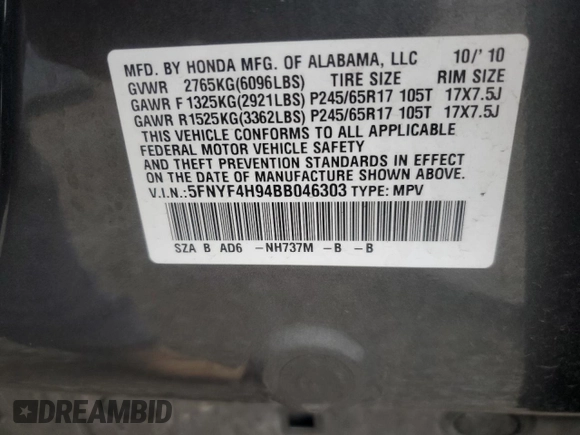 MFD. BY HONDA MFG. OF ALABAMA, LLC 10/'10
GVWR 2765KG(6096LBS) TIRE SIZE RIM SIZE
GAWR F1325KG(2921LBS) P245/65R17 105T 17X7.5J
GAWR R1525KG(3362LBS) P245/65R17 105T 17X7.5J
THIS VEHICLE CONFORMS TO ALL APPLICABLE
FEDERAL MOTOR VEHICLE SAFETY
AND THEFT PREVENTION STANDARDS IN EFFECT
ON THE DATE OF MANUFACTURE SHOWN ABOVE.
V.I.N.:5FNYF4H94BB046303 TYPE: MPV
SZA B AD6 -NH737M -B -B
DREAMBID